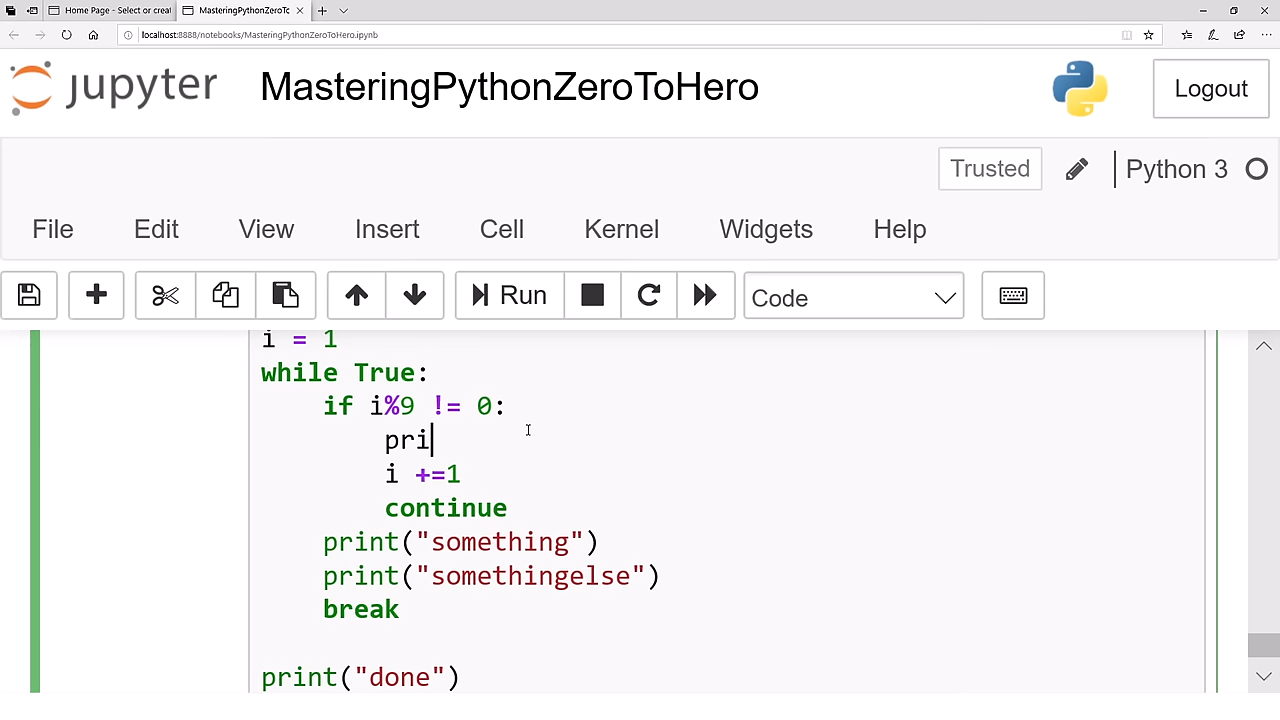 Home Page - Select or creat
MasteringPythonZeroToC
localhost:8888/notebooks/MasteringPythonZeroToHero.ipynb
jupyter
MasteringPythonZeroToHero
Logout
Trusted
Python 3
File Edit View Insert Cell Kernel Widgets Help
Run
Code
i = 1
while True:
    if i%9 != 0:
        pri
        i +=1
        continue
    print("something")
    print("somethingelse")
    break
print("done")